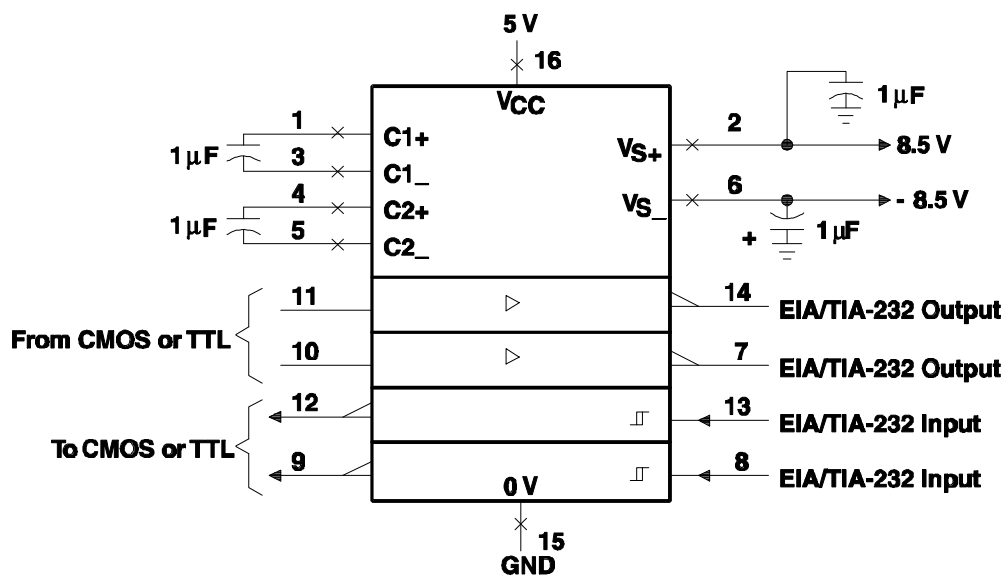 5 V
16
VCC
1
C1+
1 µF
3
C1_
4
C2+
1 µF
5
C2_
2
VS+
1 µF
8.5 V
6
VS_
- 8.5 V
+
1 µF
From CMOS or TTL
11
14
EIA/TIA-232 Output
10
7
EIA/TIA-232 Output
To CMOS or TTL
12
13
EIA/TIA-232 Input
9
8
EIA/TIA-232 Input
0 V
15
GND